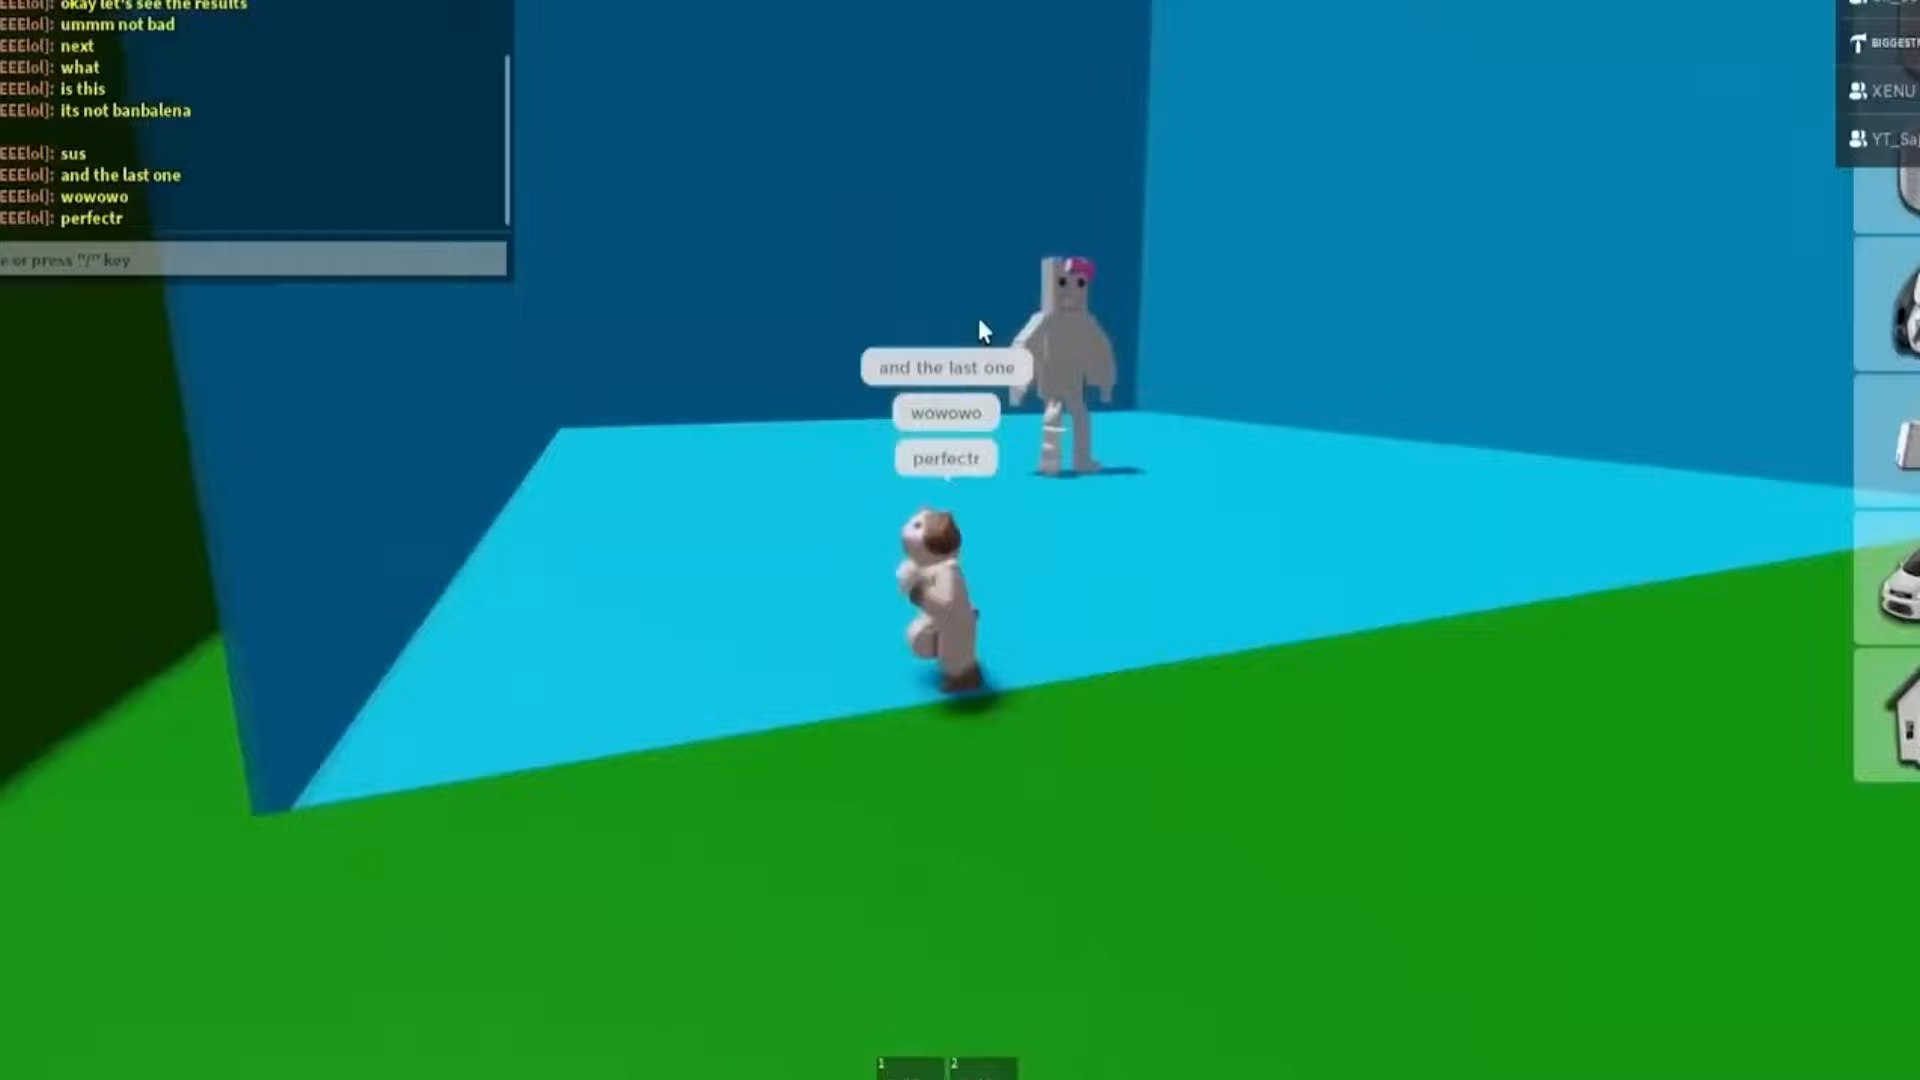 EEElol]: okay let's see the results
EEElol]: ummm not bad
EEElol]: next
EEElol]: what
EEElol]: is this
EEElol]: its not banbalena
EEElol]: sus
EEElol]: and the last one
EEElol]: wowowo
EEElol]: perfectr
e or press "/" key
BIGGEST
XENU
YT_Sa
and the last one
wowowo
perfectr
1
2